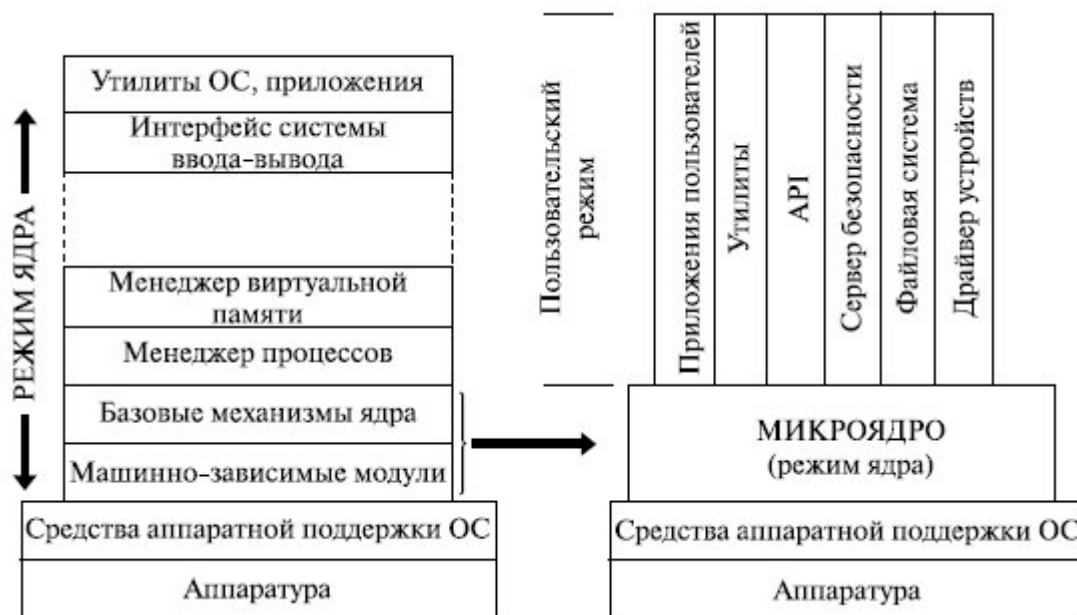 РЕЖИМ ЯДРА
Утилиты ОС, приложения
Интерфейс системы
ввода-вывода
Менеджер виртуальной
памяти
Менеджер процессов
Базовые механизмы ядра
Машинно-зависимые модули
Средства аппаратной поддержки ОС
Аппаратура
Пользовательский
режим
Приложения пользователей
Утилиты
API
Сервер безопасности
Файловая система
Драйвер устройств
МИКРОЯДРО
(режим ядра)
Средства аппаратной поддержки ОС
Аппаратура